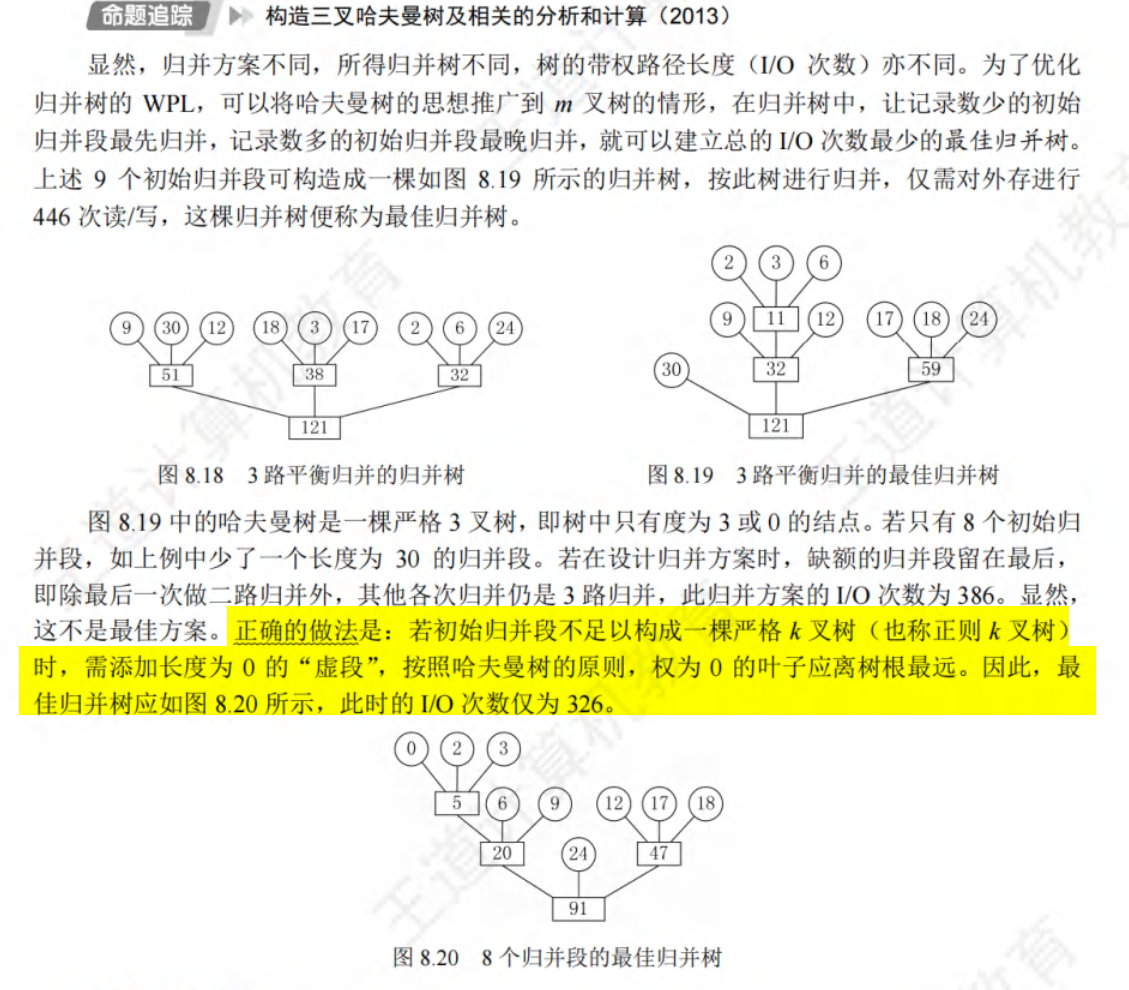 命题追踪 构造三叉哈夫曼树及相关的分析和计算（2013）
显然，归并方案不同，所得归并树不同，树的带权路径长度（I/O 次数）亦不同。为了优化
归并树的 WPL，可以将哈夫曼树的思想推广到 m 叉树的情形，在归并树中，让记录数少的初始
归并段最先归并，记录数多的初始归并段最晚归并，就可以建立总的 I/O 次数最少的最佳归并树。
上述 9 个初始归并段可构造成一棵如图 8.19 所示的归并树，按此树进行归并，仅需对外存进行
446 次读/写，这棵归并树便称为最佳归并树。
9 30 12 18 3 17 2 6 24
51 38 32
121
图 8.18 3 路平衡归并的归并树
2 3 6
9 11 12 17 18 24
30 32 59
121
图 8.19 3 路平衡归并的最佳归并树
图 8.19 中的哈夫曼树是一棵严格 3 叉树，即树中只有度为 3 或 0 的结点。若只有 8 个初始归
并段，如上例中少了一个长度为 30 的归并段。若在设计归并方案时，缺额的归并段留在最后，
即除最后一次做二路归并外，其他各次归并仍是 3 路归并，此归并方案的 I/O 次数为 386。显然，
这不是最佳方案。正确的做法是：若初始归并段不足以构成一棵严格 k 叉树（也称正则 k 叉树）
时，需添加长度为 0 的“虚段”，按照哈夫曼树的原则，权为 0 的叶子应离树根最远。因此，最
佳归并树应如图 8.20 所示，此时的 I/O 次数仅为 326。
0 2 3
5 6 9 12 17 18
20 24 47
91
图 8.20 8 个归并段的最佳归并树
王道计算机教育